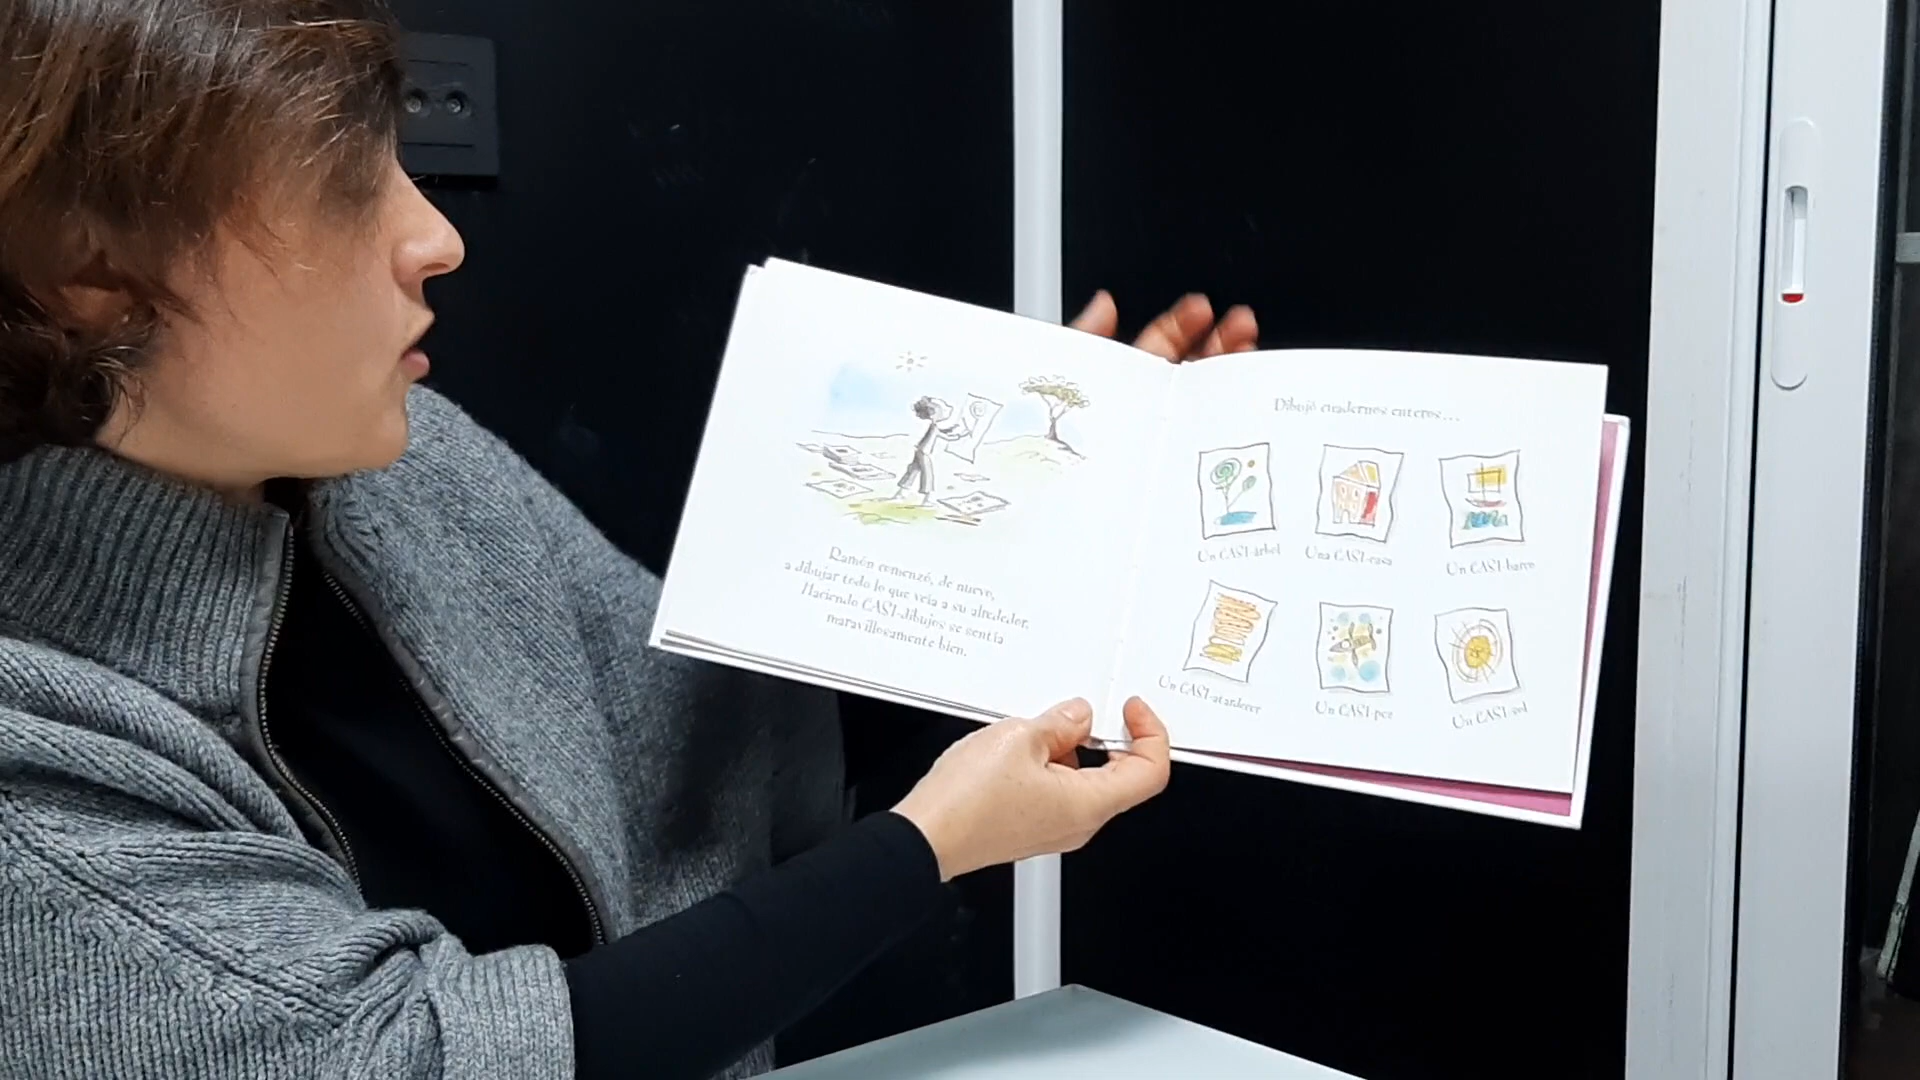 Ramón comenzó, de nuevo,
a dibujar todo lo que veía a su alrededor.
Haciendo CASI-dibujos se sentía
maravillosamente bien.
Dibujó cuadernos enteros...
Un CASI-árbol
Una CASI-casa
Un CASI-barco
Un CASI-atardecer
Un CASI-pez
Un CASI-sol